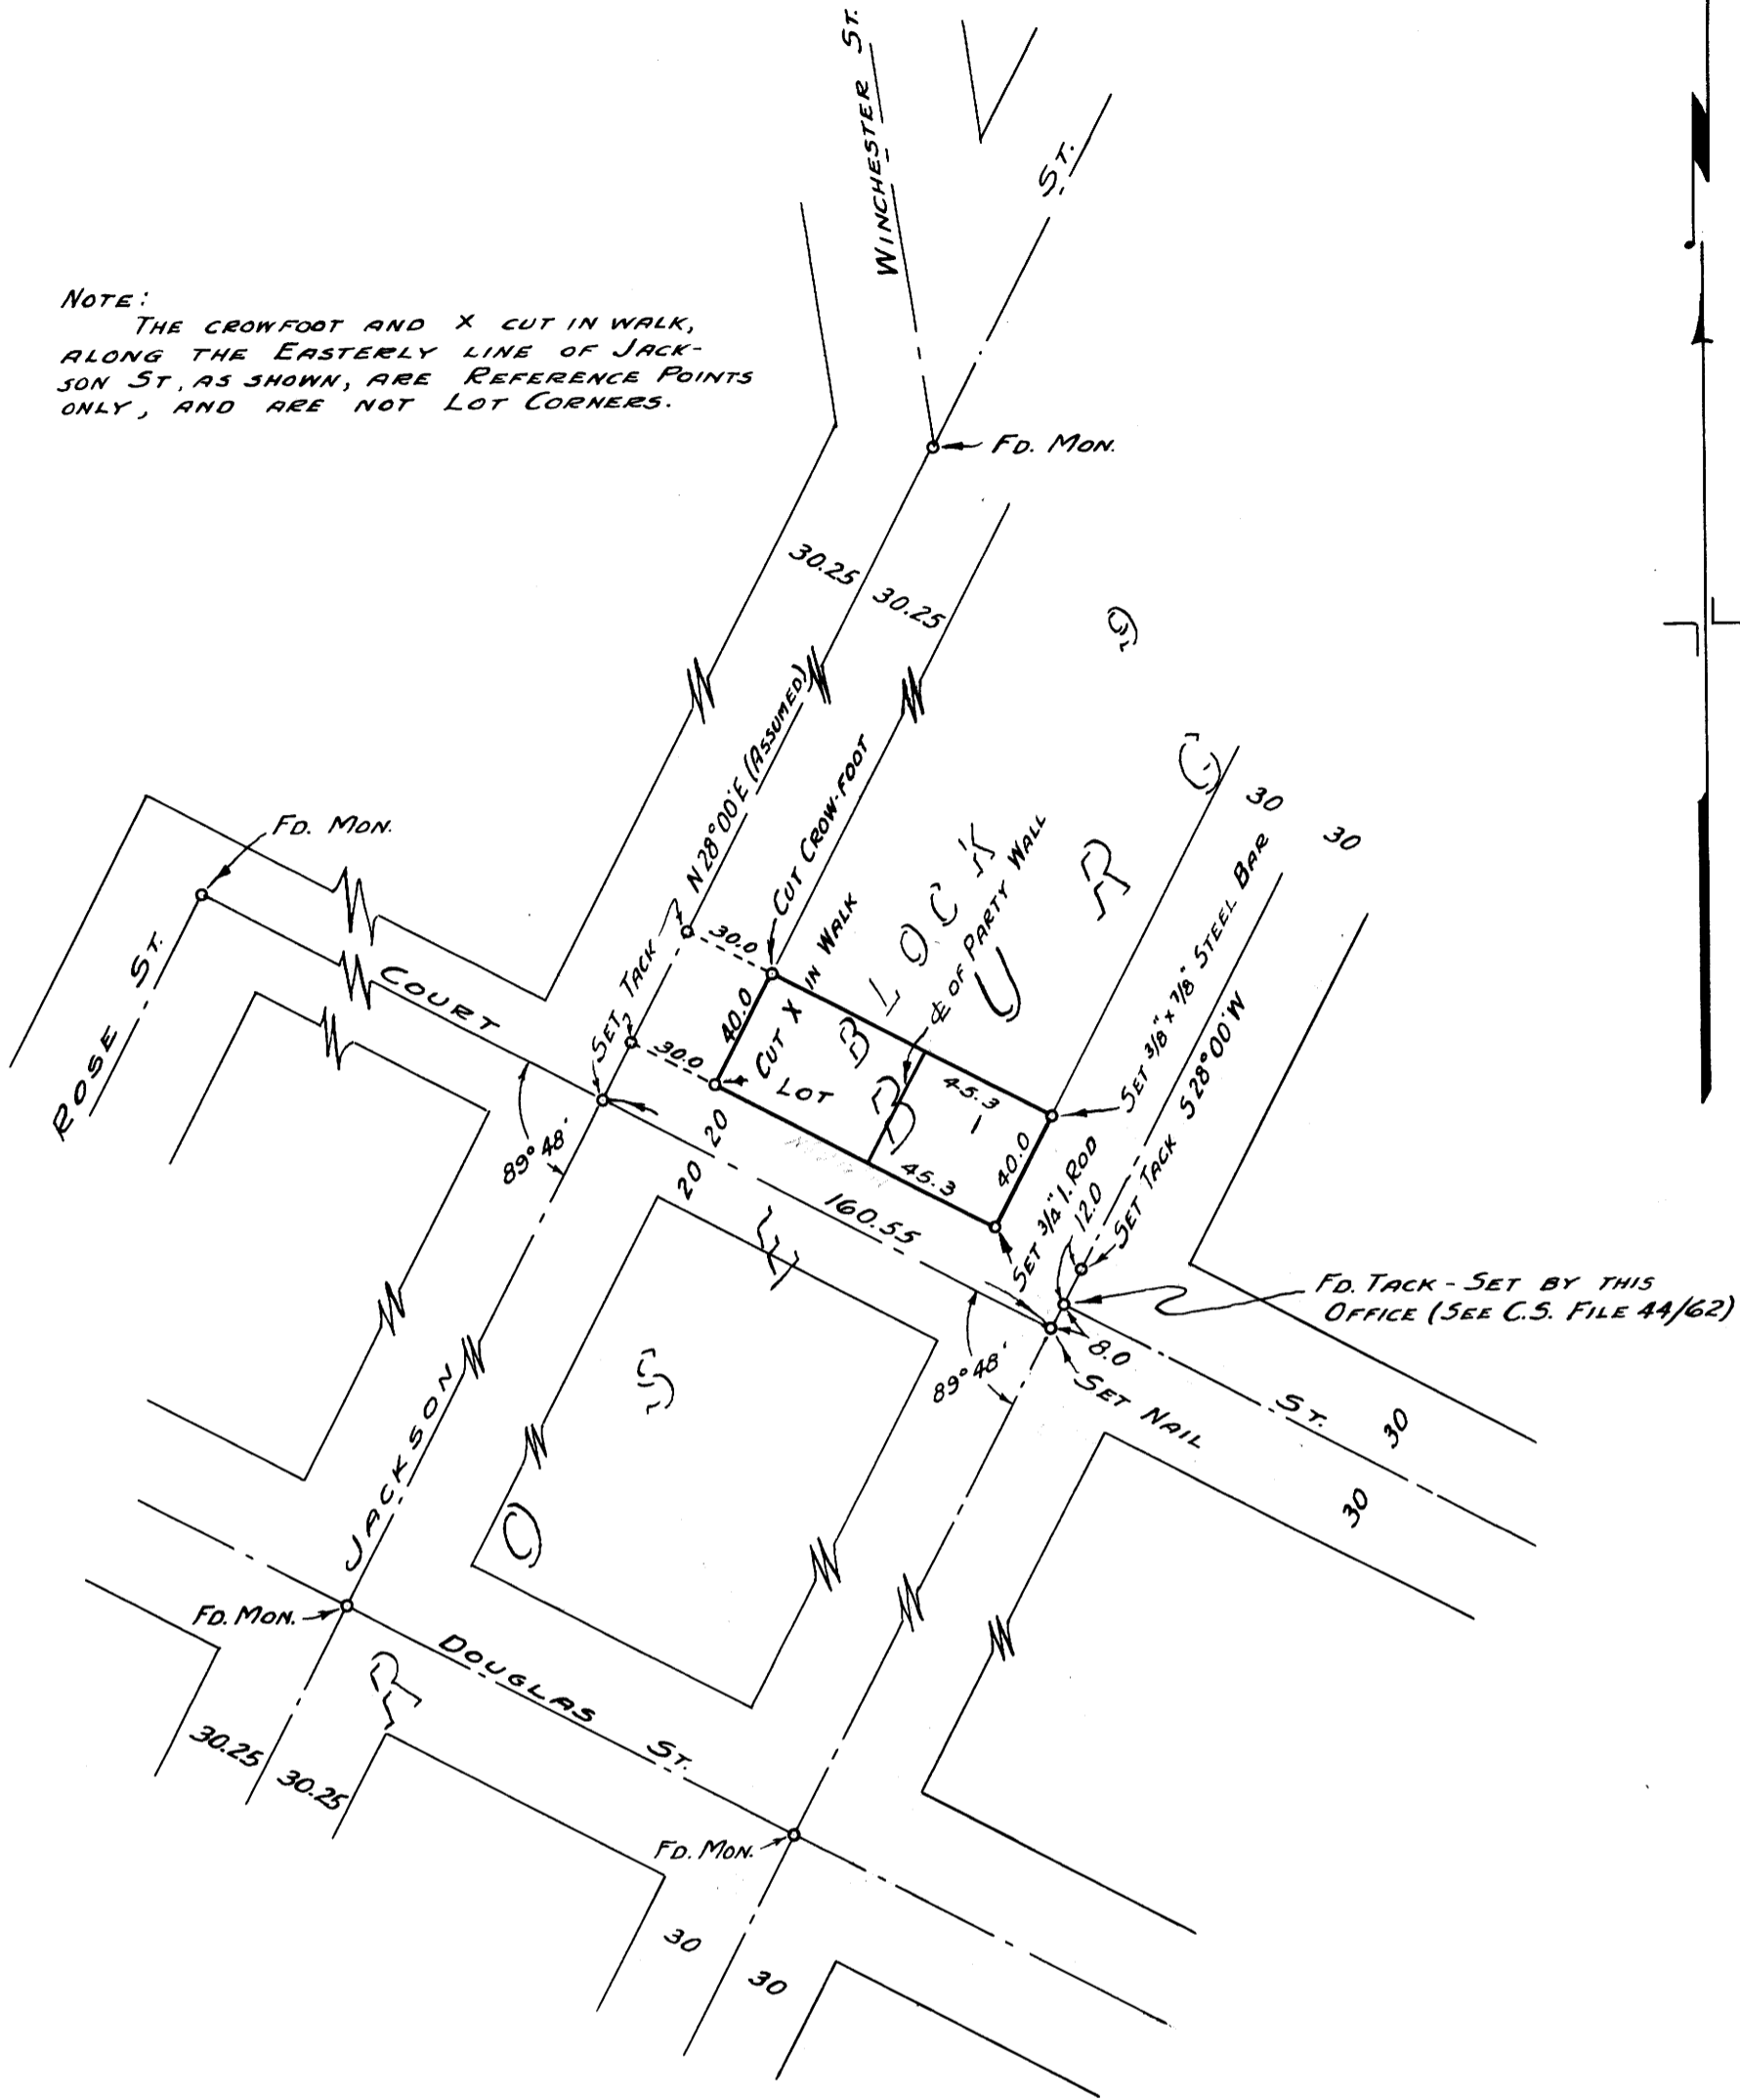 WINCHESTER ST.
ST.
N
NOTE:
THE CROWFOOT AND X CUT IN WALK,
ALONG THE EASTERLY LINE OF JACK-
SON ST, AS SHOWN, ARE REFERENCE POINTS
ONLY, AND ARE NOT LOT CORNERS.
FD. MON.
30.25
30.25
9
N28°00'E (ASSUMED)
CUT CROW-FOOT
30
30
FD. MON.
ROSE ST.
COURT
SET TACK
30.0
30.0
40.0
CUT X IN WALK
BLOCK
℄ OF PARTY WALL
ROSEBURG
SET 3/8" x 7/8" STEEL BAR
S28°00'W
LOT
1
45.3
45.3
40.0
SET 3/4" I. ROD
12.0
SET TACK
20
20
89°48'
160.55
FD. TACK - SET BY THIS
OFFICE (SEE C.S. FILE 44/62)
8.0
89°48'
SET NAIL
ST.
30
30
JACKSON
FD. MON.
DOUGLAS ST.
30.25
30.25
FD. MON.
30
30